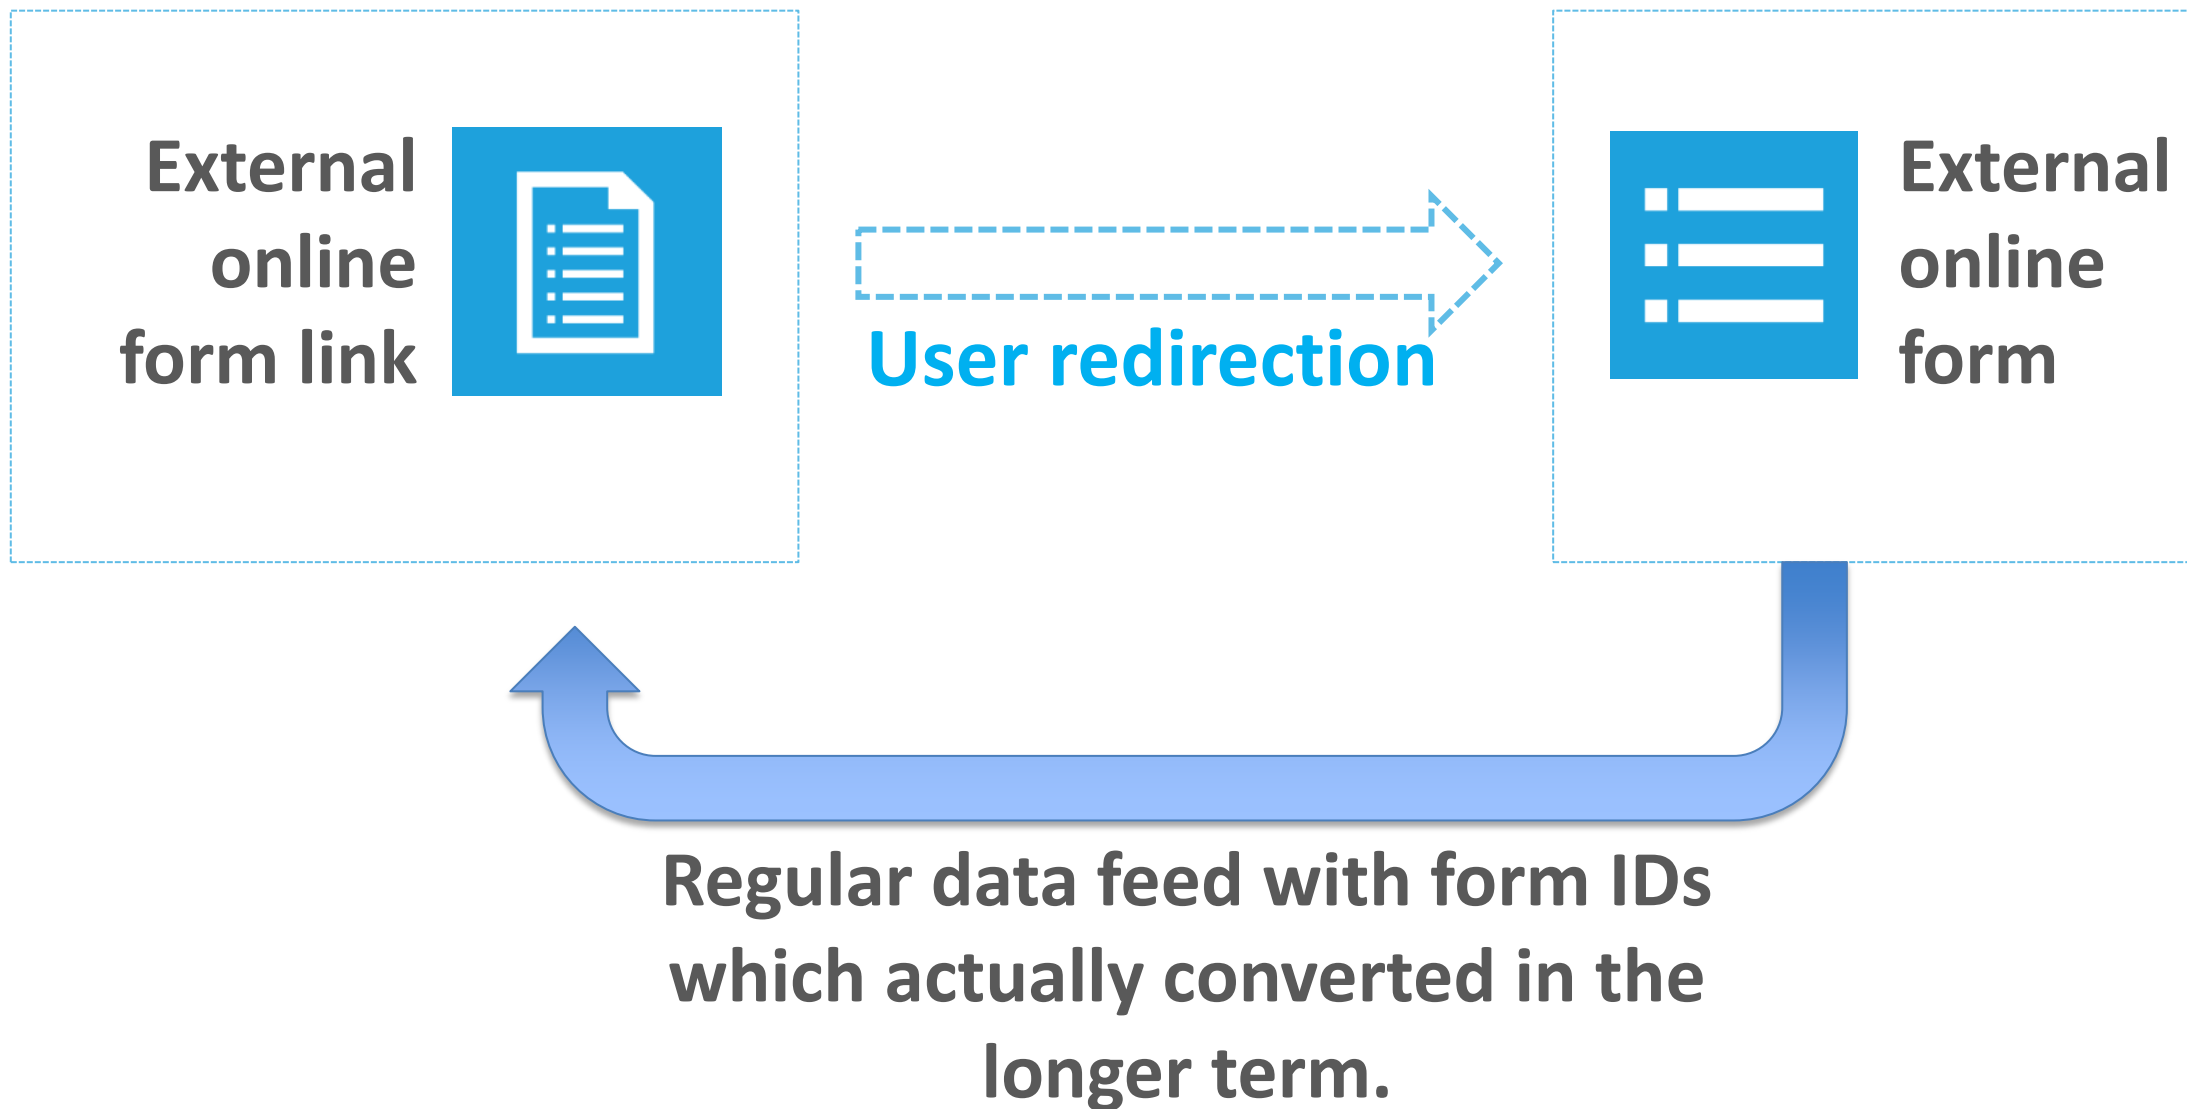 External
online
form link
User redirection
External
online
form
Regular data feed with form IDs
which actually converted in the
longer term.